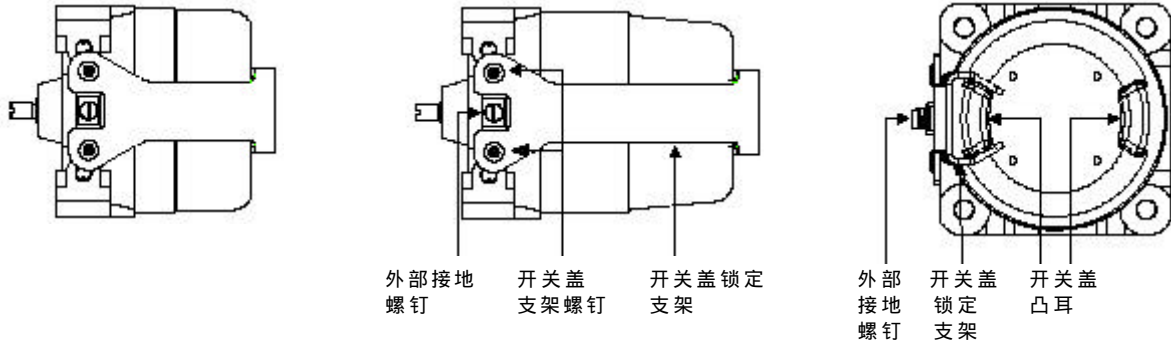 外部接地
螺钉
开关盖
支架螺钉
开关盖锁定
支架
外部
接地
螺钉
开关盖
锁定
支架
开关盖
凸耳